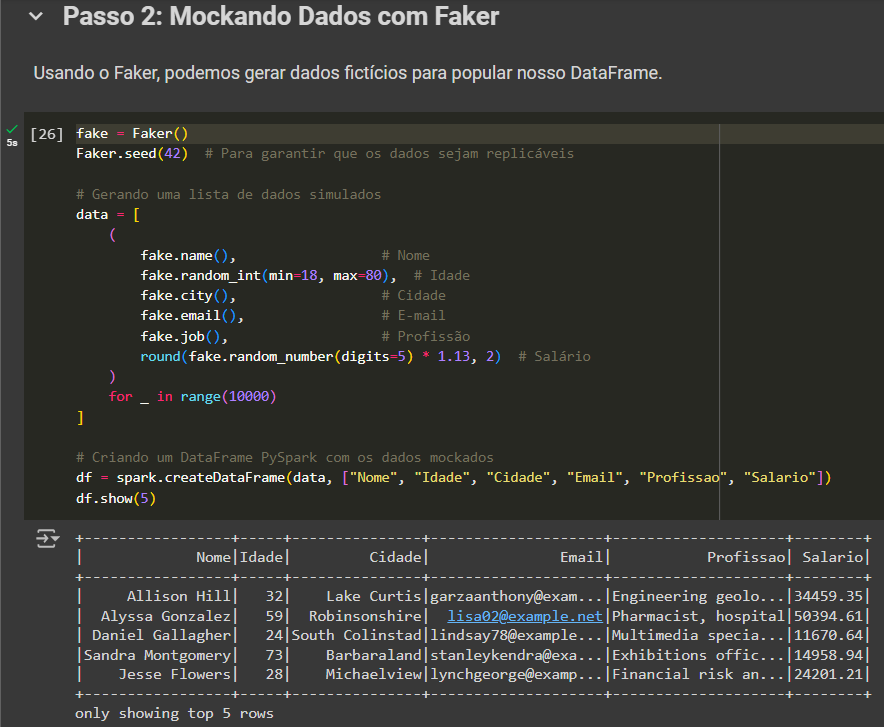 Passo 2: Mockando Dados com Faker
Usando o Faker, podemos gerar dados fictícios para popular nosso DataFrame.
5s
[26]
fake = Faker()
Faker.seed(42)  # Para garantir que os dados sejam replicáveis
# Gerando uma lista de dados simulados
data = [
    (
        fake.name(),                  # Nome
        fake.random_int(min=18, max=80),  # Idade
        fake.city(),                  # Cidade
        fake.email(),                 # E-mail
        fake.job(),                   # Profissão
        round(fake.random_number(digits=5) * 1.13, 2)  # Salário
    )
    for _ in range(10000)
]
# Criando um DataFrame PySpark com os dados mockados
df = spark.createDataFrame(data, ["Nome", "Idade", "Cidade", "Email", "Profissao", "Salario"])
df.show(5)
+-----------------+-----+----------------+--------------------+--------------------+--------+
|             Nome|Idade|          Cidade|               Email|           Profissao| Salario|
+-----------------+-----+----------------+--------------------+--------------------+--------+
|     Allison Hill|   32|     Lake Curtis|garzaanthony@exam...|Engineering geolo...|34459.35|
|  Alyssa Gonzalez|   59|   Robinsonshire|  lisa02@example.net|Pharmacist, hospital|50394.61|
| Daniel Gallagher|   24|South Colinstad|lindsay78@example...|Multimedia specia...|11670.64|
|Sandra Montgomery|   73|     Barbaraland|stanleykendra@exa...|Exhibitions offic...|14958.94|
|    Jesse Flowers|   28|     Michaelview|lynchgeorge@examp...|Financial risk an...|24201.21|
+-----------------+-----+----------------+--------------------+--------------------+--------+
only showing top 5 rows